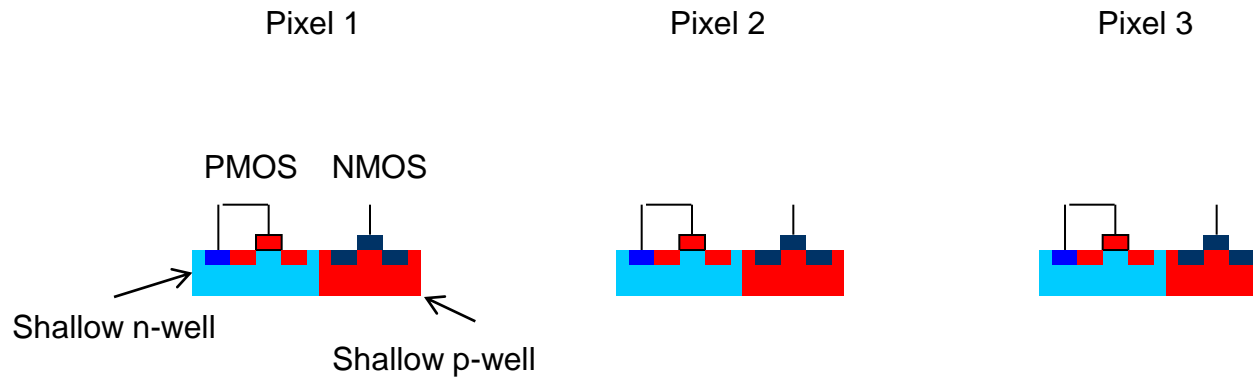 Pixel 1
Pixel 2
Pixel 3
PMOS
NMOS
Shallow n-well
Shallow p-well